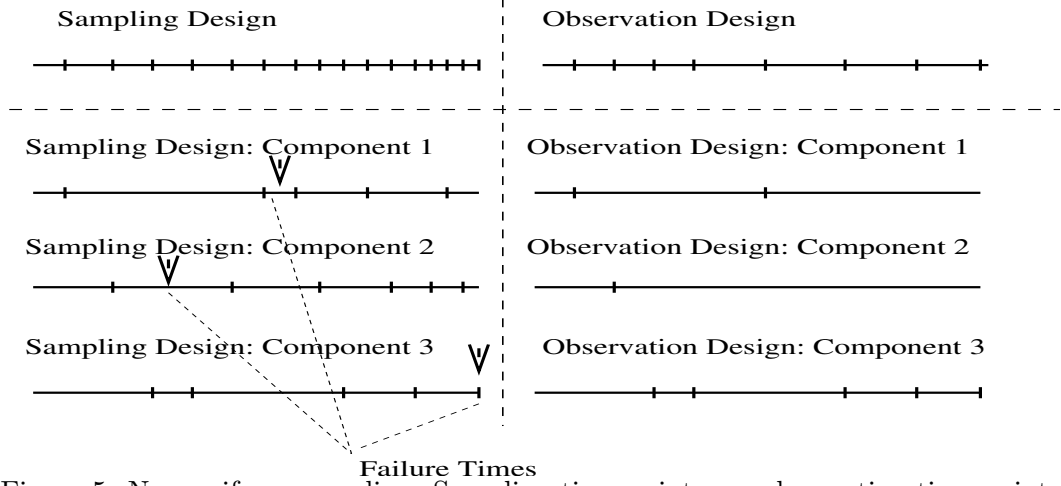 Sampling Design
Observation Design
Sampling Design: Component 1
Observation Design: Component 1
Sampling Design: Component 2
Observation Design: Component 2
Sampling Design: Component 3
Observation Design: Component 3
Failure Times